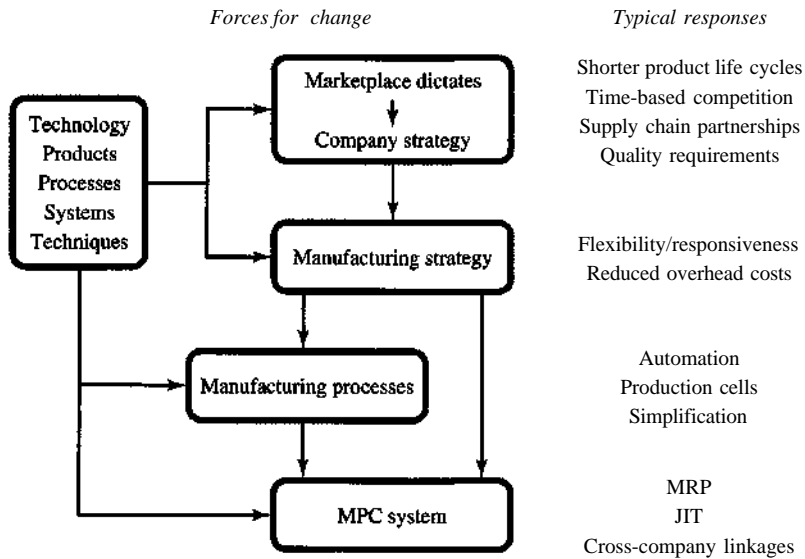 Forces for change
Typical responses
Technology
Products
Processes
Systems
Techniques
Marketplace dictates
Company strategy
Shorter product life cycles
Time-based competition
Supply chain partnerships
Quality requirements
Manufacturing strategy
Flexibility/responsiveness
Reduced overhead costs
Manufacturing processes
Automation
Production cells
Simplification
MPC system
MRP
JIT
Cross-company linkages